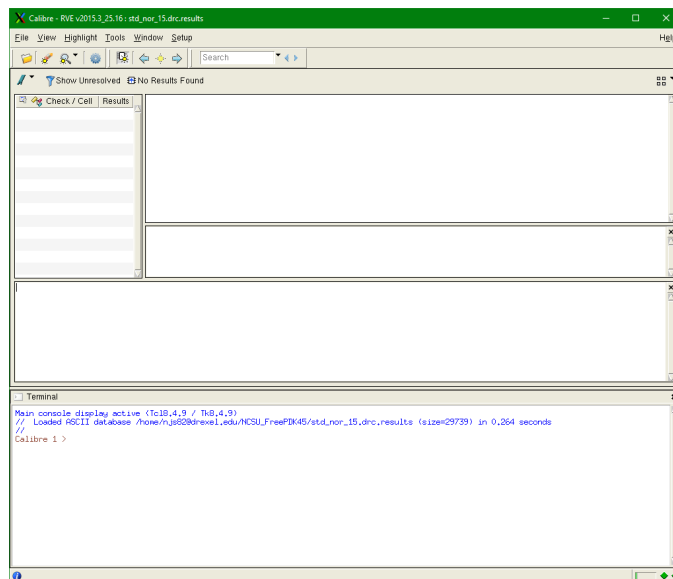 Calibre - RVE v2015.3_25.16 : std_nor_15.drc.results
File View Highlight Tools Window Setup Help
Search
Show Unresolved No Results Found
Check / Cell Results
Terminal
Main console display active (Tcl8.4.9 / Tk8.4.9)
// Loaded ASCII database /home/njs82@drexel.edu/NCSU_FreePDK45/std_nor_15.drc.results (size=29739) in 0.264 seconds
//
Calibre 1 >